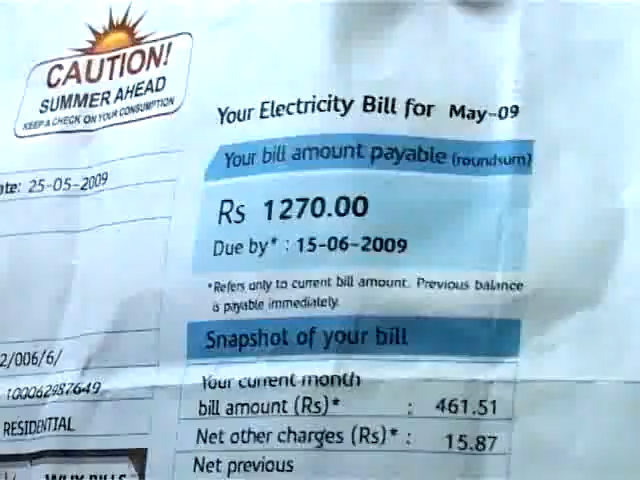 CAUTION!
SUMMER AHEAD
KEEP A CHECK ON YOUR CONSUMPTION
Your Electricity Bill for May-09
Your bill amount payable (roundsum)
te: 25-05-2009
Rs 1270.00
Due by* : 15-06-2009
*Refers only to current bill amount. Previous balance
is payable immediately.
Snapshot of your bill
2/006/6/
100062987649
RESIDENTIAL
Your current month
bill amount (Rs)* : 461.51
Net other charges (Rs)* : 15.87
Net previous